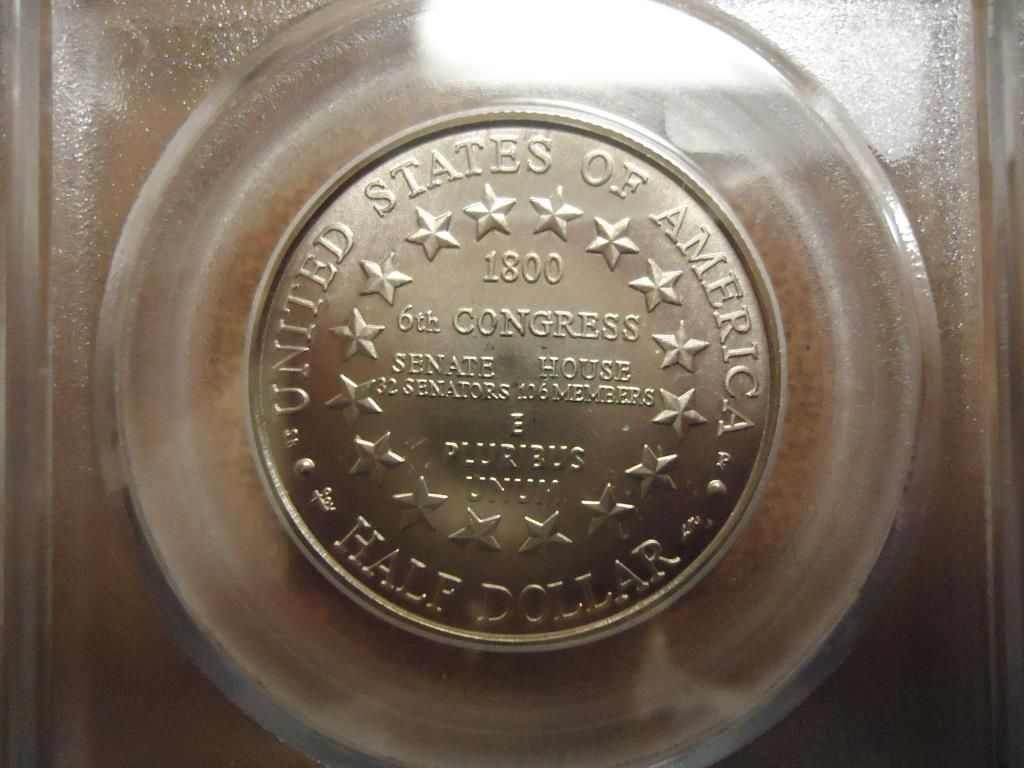 UNITED STATES OF AMERICA
1800
6th CONGRESS
SENATE HOUSE
32 SENATORS 106 MEMBERS
E
PLURIBUS
UNUM
HALF DOLLAR